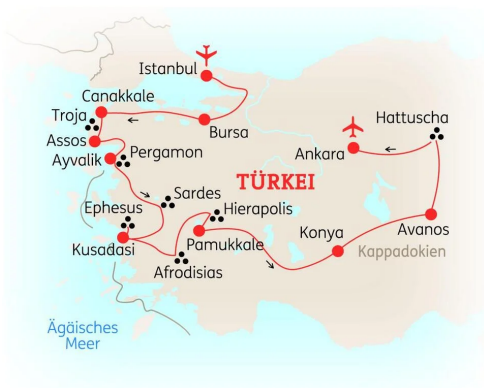 Istanbul
Canakkale
Troja
Bursa
Hattuscha
Assos
Ayvalik
Pergamon
Ankara
TÜRKEI
Sardes
Ephesus
Hierapolis
Kusadasi
Pamukkale
Konya
Avanos
Kappadokien
Afrodisias
Ägäisches
Meer